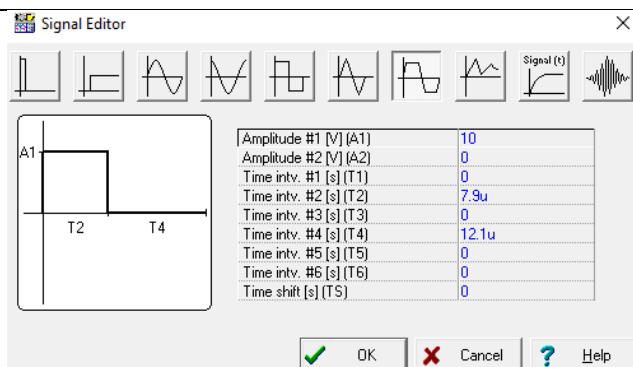 Signal Editor
Signal (t)
A1
T2 T4
Amplitude #1 [V] (A1) 10
Amplitude #2 [V] (A2) 0
Time intv. #1 [s] (T1) 0
Time intv. #2 [s] (T2) 7.9u
Time intv. #3 [s] (T3) 0
Time intv. #4 [s] (T4) 12.1u
Time intv. #5 [s] (T5) 0
Time intv. #6 [s] (T6) 0
Time shift [s] (TS) 0
OK Cancel ? Help